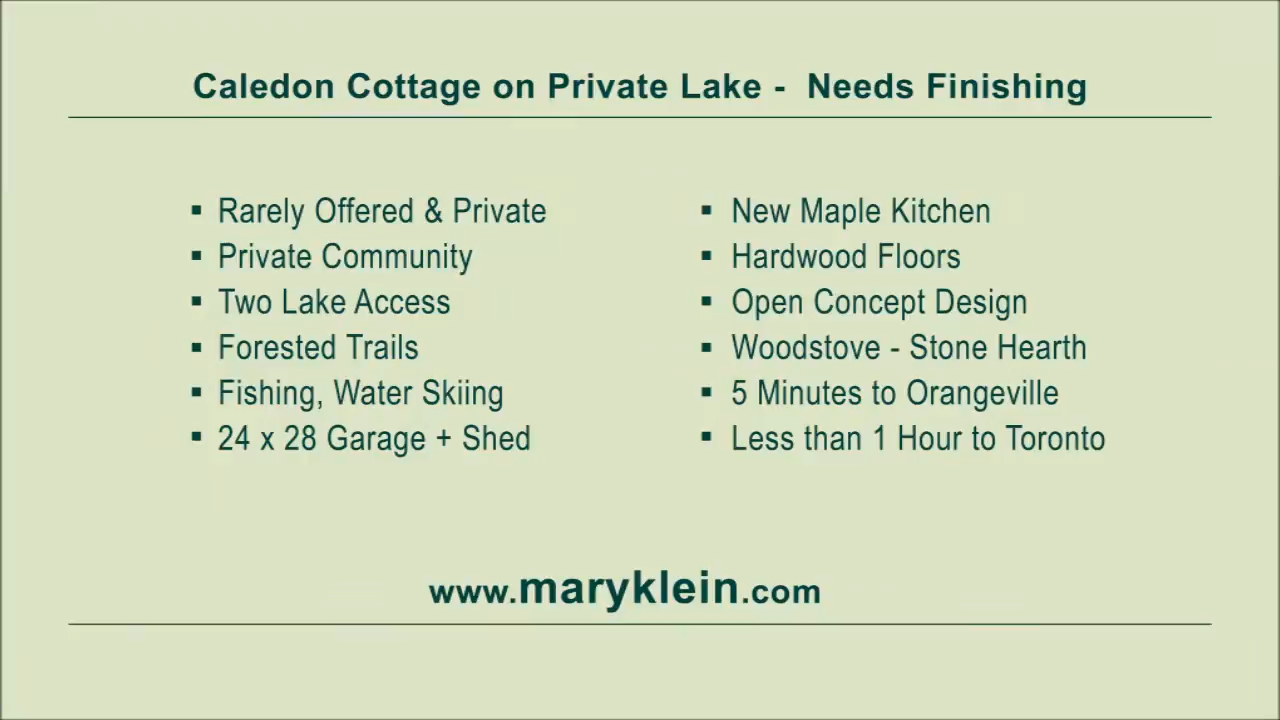 Caledon Cottage on Private Lake - Needs Finishing
▪ Rarely Offered & Private
▪ Private Community
▪ Two Lake Access
▪ Forested Trails
▪ Fishing, Water Skiing
▪ 24 x 28 Garage + Shed
▪ New Maple Kitchen
▪ Hardwood Floors
▪ Open Concept Design
▪ Woodstove - Stone Hearth
▪ 5 Minutes to Orangeville
▪ Less than 1 Hour to Toronto
www.maryklein.com